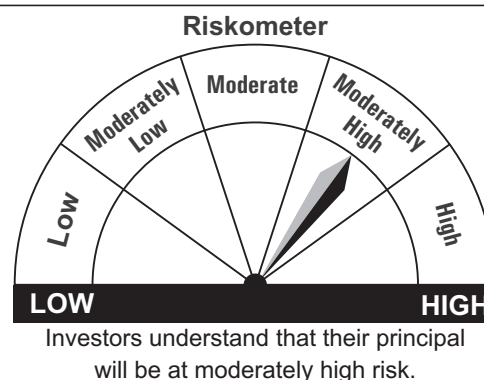 Riskometer
Low
Moderately
Low
Moderate
Moderately
High
High
LOW
HIGH
Investors understand that their principal
will be at moderately high risk.